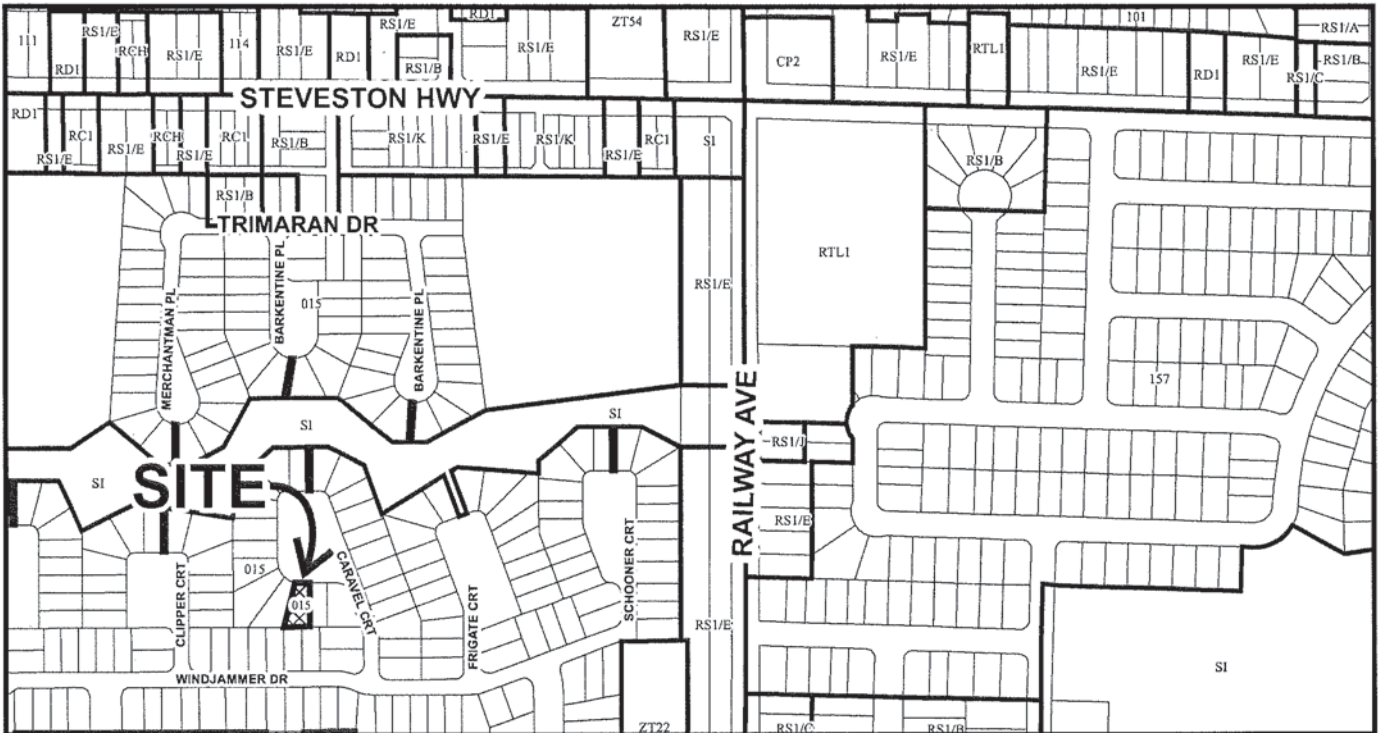 RS1/E
RD1
ZT54
101
RS1/A
111
RS1/E
RCH
RS1/E
114
RS1/E
RD1
RS1/B
RS1/E
RS1/E
CP2
RS1/E
RTL1
RS1/E
RD1
RS1/E
RS1/C
RS1/B
RD1
STEVESTON HWY
RD1
RS1/E
RC1
RS1/E
RCH
RS1/E
RC1
RS1/B
RS1/K
RS1/E
RS1/K
RS1/E
RC1
SI
RS1/B
RS1/B
TRIMARAN DR
MERCHANTMAN PL
BARKENTINE PL
015
BARKENTINE PL
RS1/E
RTL1
157
SI
SI
RAILWAY AVE
RS1/J
SI
SITE
RS1/E
015
015
CLIPPER CRT
CARAVEL CRT
FRIGATE CRT
SCHOONER CRT
RS1/E
WINDJAMMER DR
SI
ZT22
RS1/C
RS1/B